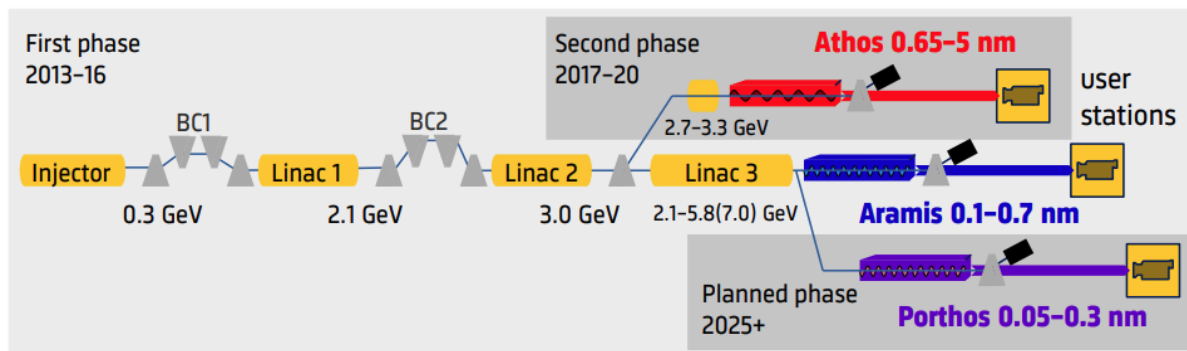 First phase
2013–16
Second phase
2017–20
Athos 0.65–5 nm
user
stations
BC1
BC2
2.7–3.3 GeV
Injector
Linac 1
Linac 2
Linac 3
0.3 GeV
2.1 GeV
3.0 GeV
2.1–5.8(7.0) GeV
Aramis 0.1–0.7 nm
Planned phase
2025+
Porthos 0.05–0.3 nm